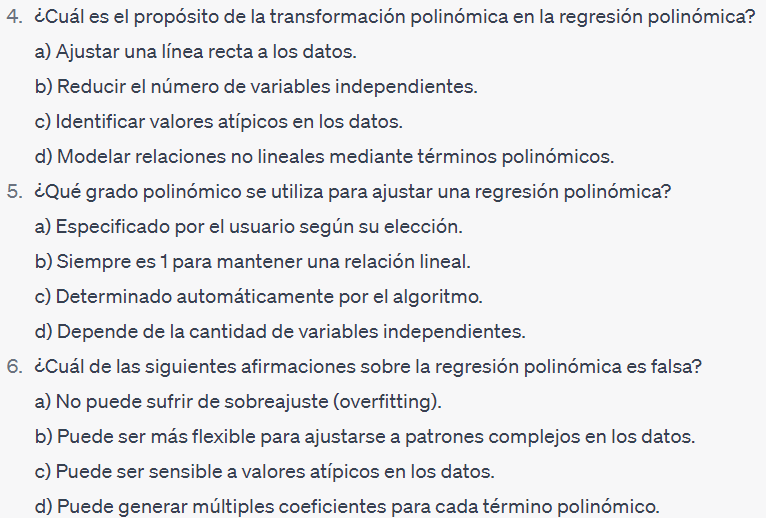 4. ¿Cuál es el propósito de la transformación polinómica en la regresión polinómica?
a) Ajustar una línea recta a los datos.
b) Reducir el número de variables independientes.
c) Identificar valores atípicos en los datos.
d) Modelar relaciones no lineales mediante términos polinómicos.
5. ¿Qué grado polinómico se utiliza para ajustar una regresión polinómica?
a) Especificado por el usuario según su elección.
b) Siempre es 1 para mantener una relación lineal.
c) Determinado automáticamente por el algoritmo.
d) Depende de la cantidad de variables independientes.
6. ¿Cuál de las siguientes afirmaciones sobre la regresión polinómica es falsa?
a) No puede sufrir de sobreajuste (overfitting).
b) Puede ser más flexible para ajustarse a patrones complejos en los datos.
c) Puede ser sensible a valores atípicos en los datos.
d) Puede generar múltiples coeficientes para cada término polinómico.